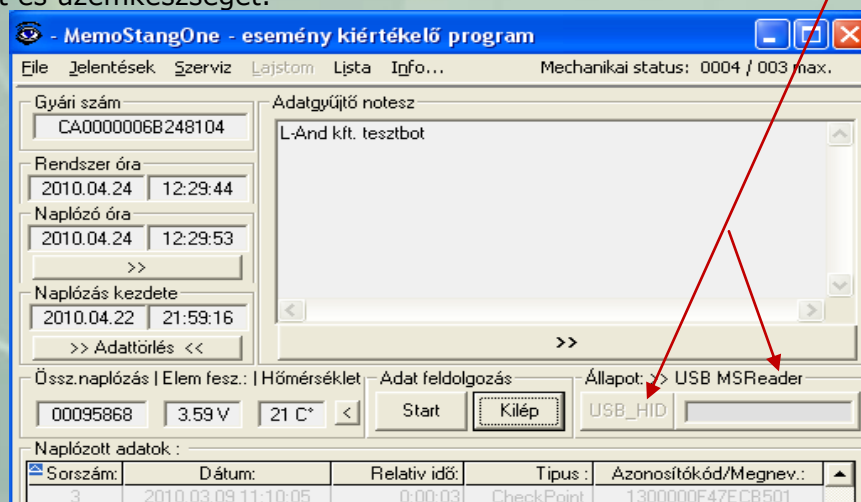 t és üzemkészségét.
- MemoStangOne - esemény kiértékelő program
File Jelentések Szerviz Lajstom Lista Info... Mechanikai status: 0004 / 003 max.
Gyári szám
CA0000006B248104
Adatgyűjtő notesz
L-And kft. tesztbot
Rendszer óra
2010.04.24 12:29:44
Naplózó óra
2010.04.24 12:29:53
>>
Naplózás kezdete
2010.04.22 21:59:16
>> Adattörlés <<
>>
Össz.naplózás | Elem fesz.: | Hőmérséklet
00095868 3.59 V 21 C° <
Adat feldolgozás
Start Kilép
Állapot: >> USB MSReader
USB_HID
Naplózott adatok :
Sorszám: Dátum: Relativ idő: Tipus : Azonosítókód/Megnev.:
3 2010.03.09 11:10:05 0:00:03 CheckPoint 1300000F47ECB501